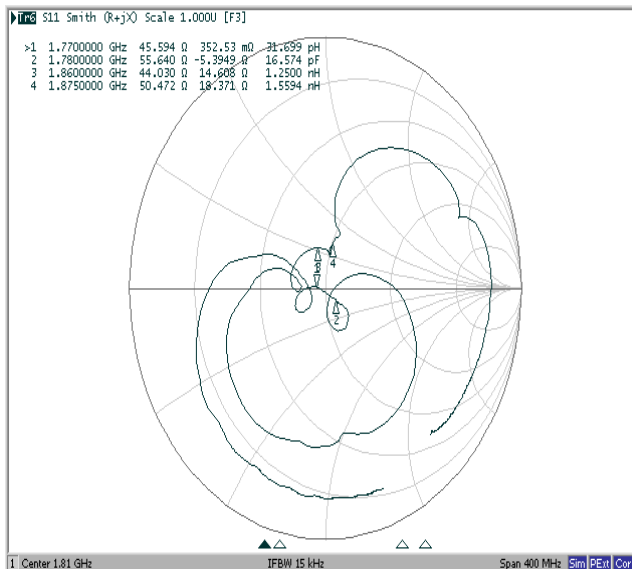 Tr6 S11 Smith (R+jX) Scale 1.000U [F3]
>1 1.7700000 GHz 45.594 Ω 352.53 mΩ 31.699 pH
2 1.7800000 GHz 55.640 Ω -5.3949 Ω 16.574 pF
3 1.8600000 GHz 44.030 Ω 14.608 Ω 1.2500 nH
4 1.8750000 GHz 50.472 Ω 18.371 Ω 1.5594 nH
4
2
1 Center 1.81 GHz IFBW 15 kHz Span 400 MHz Sim PExt Cor